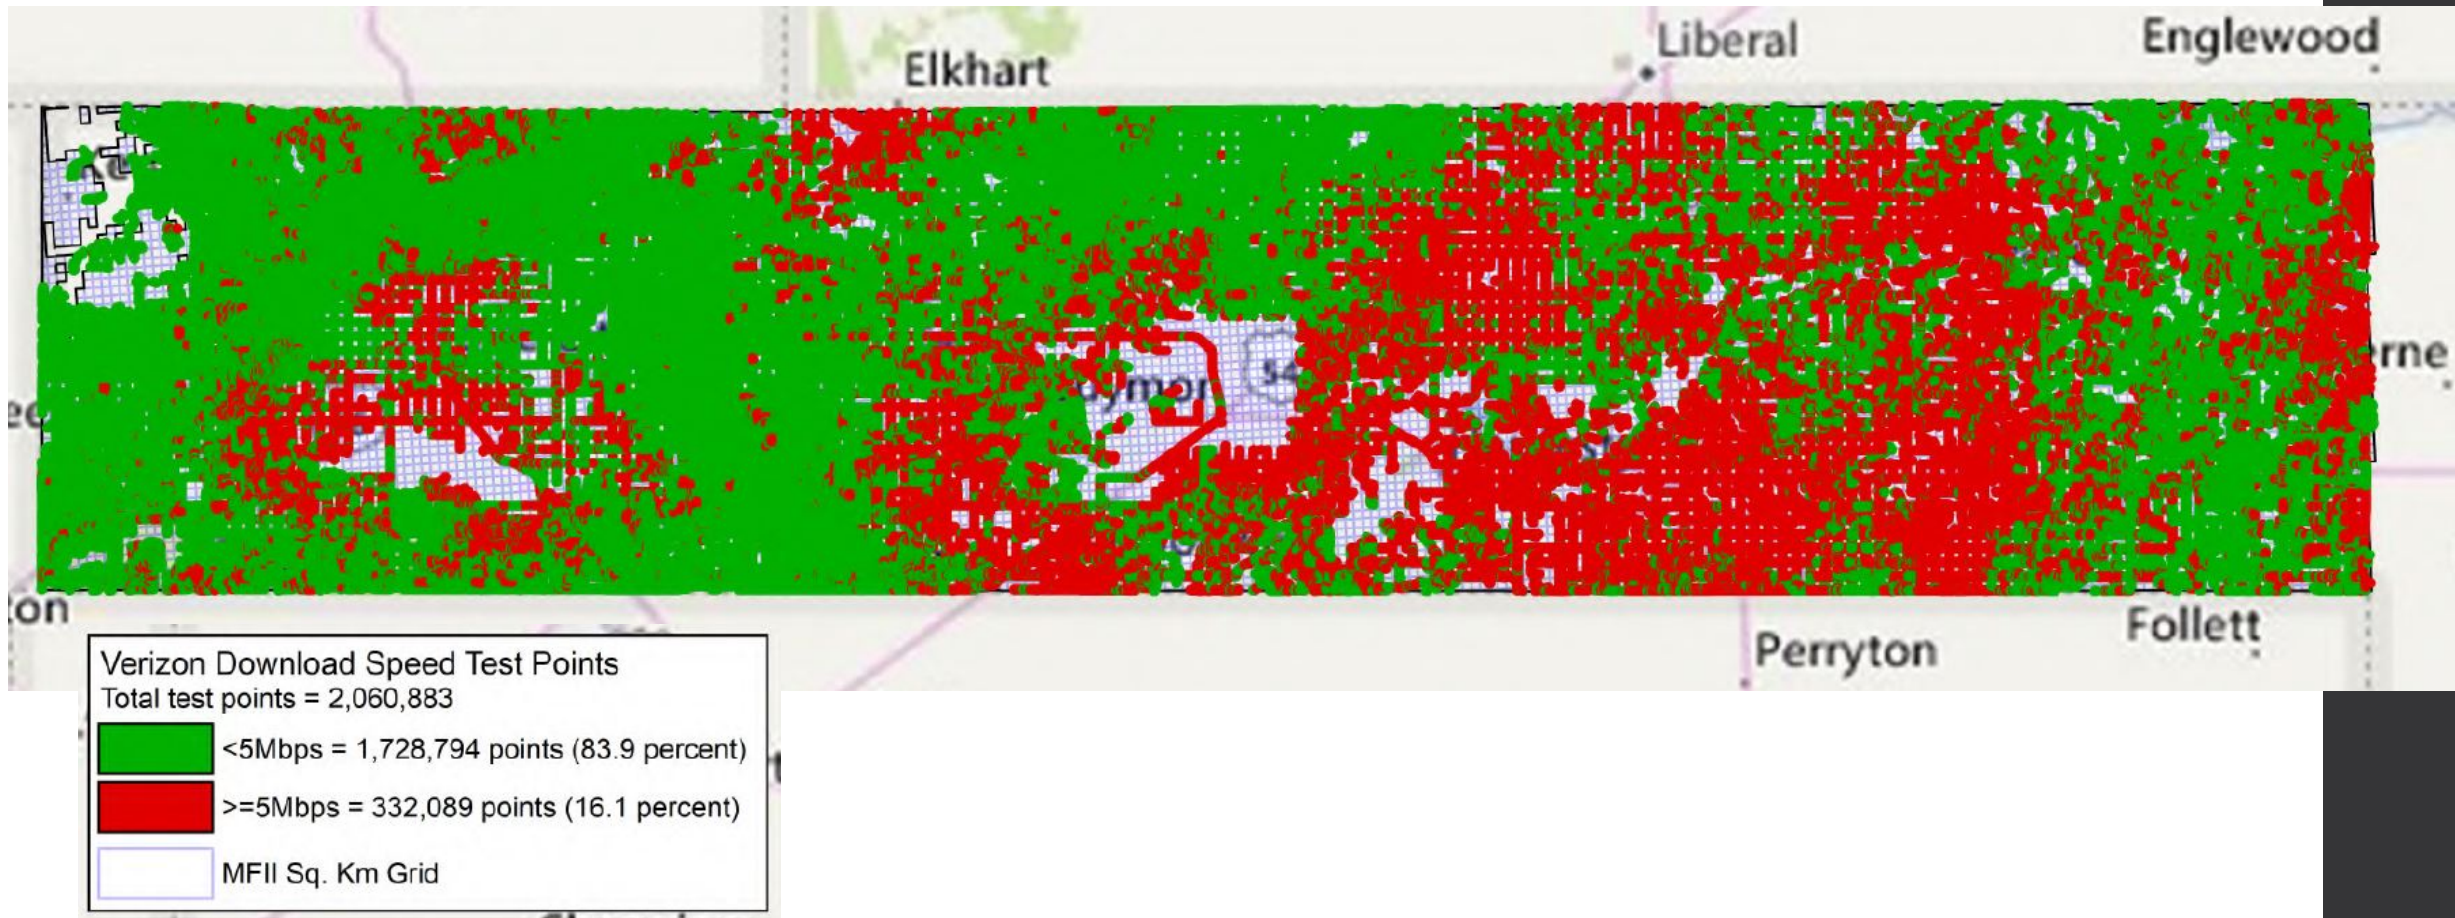 Liberal
Englewood
Elkhart
54
Perryton
Follett
Verizon Download Speed Test Points
Total test points = 2,060,883
<5Mbps = 1,728,794 points (83.9 percent)
>=5Mbps = 332,089 points (16.1 percent)
MFII Sq. Km Grid